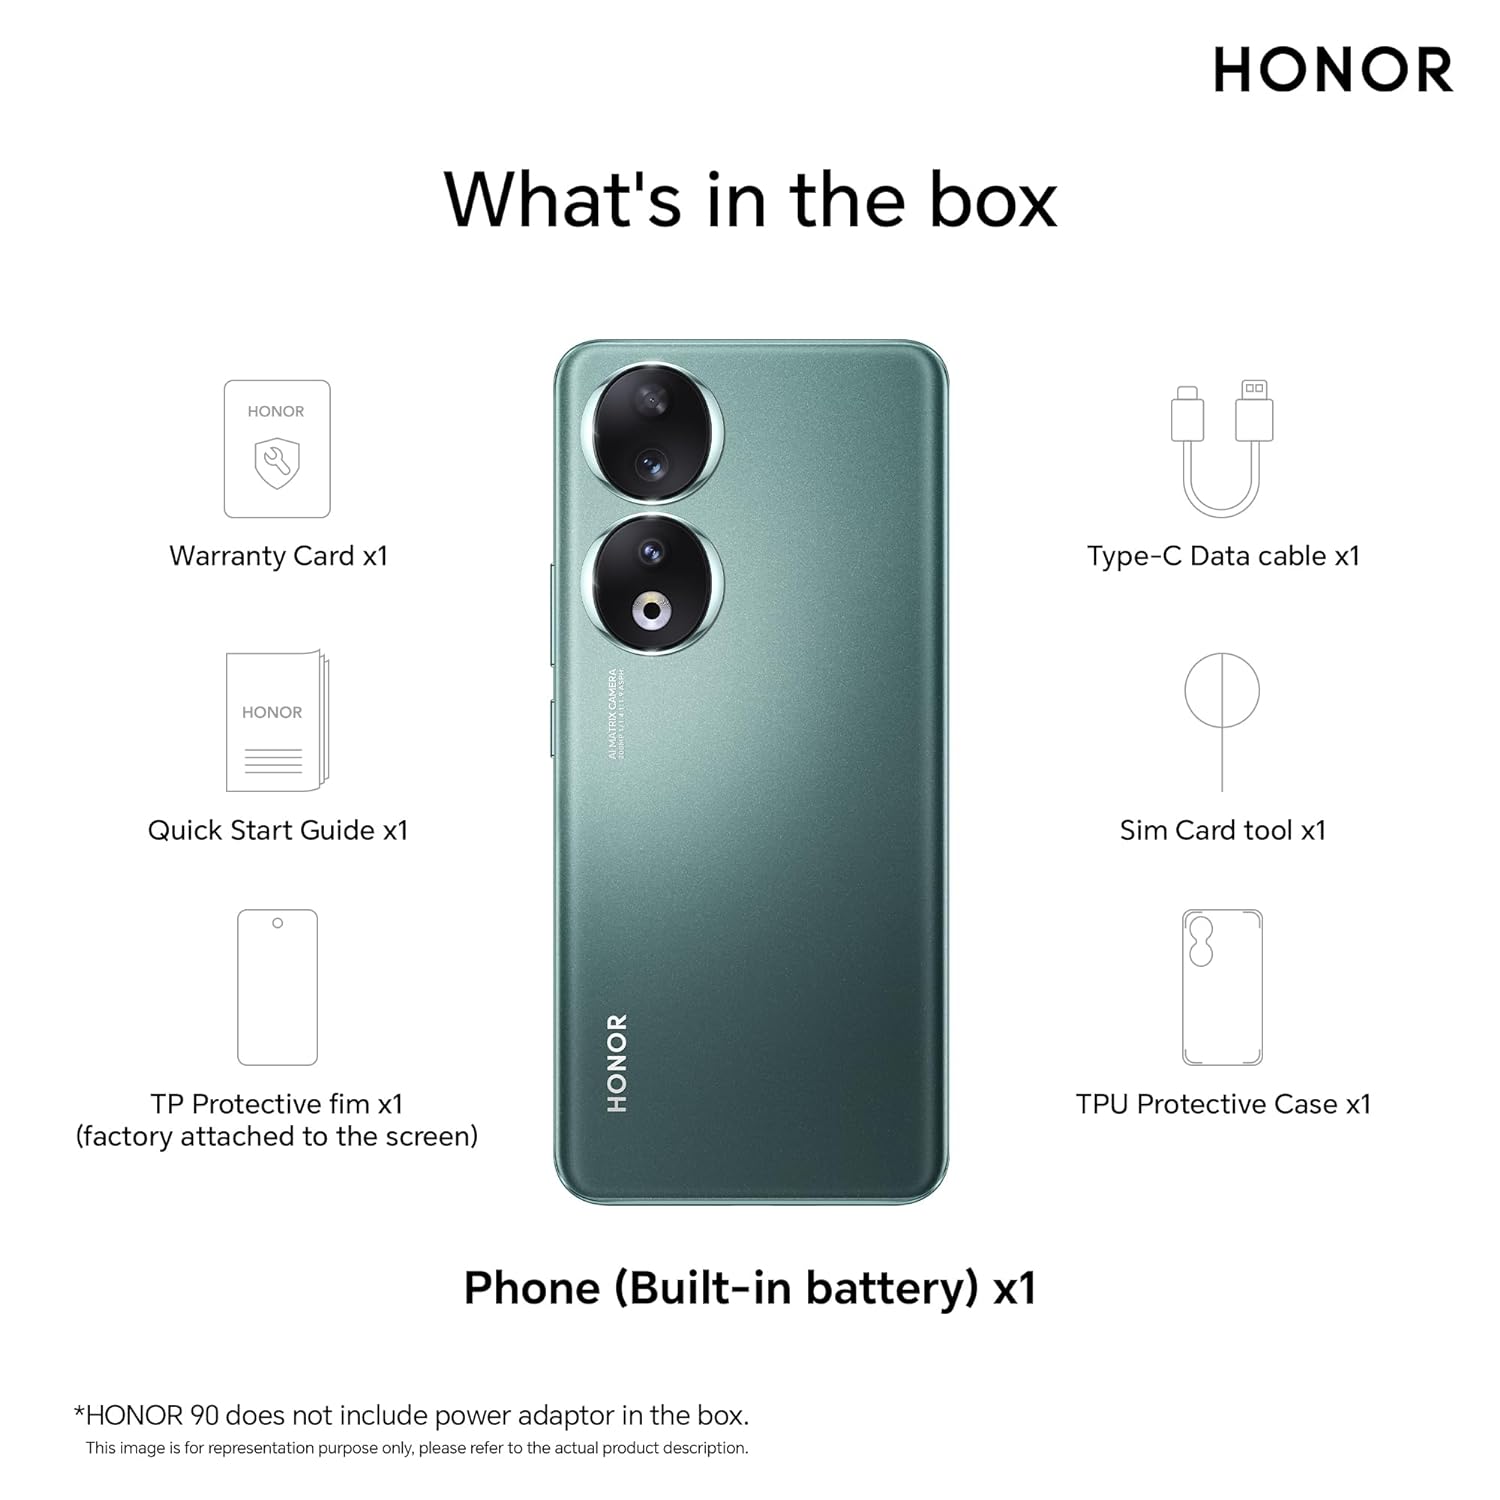 HONOR
What's in the box
HONOR
Warranty Card x1
Type-C Data cable x1
HONOR
Quick Start Guide x1
Sim Card tool x1
AI MATRIX CAMERA
HONOR
TP Protective fim x1
(factory attached to the screen)
TPU Protective Case x1
Phone (Built-in battery) x1
*HONOR 90 does not include power adaptor in the box.
This image is for representation purpose only, please refer to the actual product description.